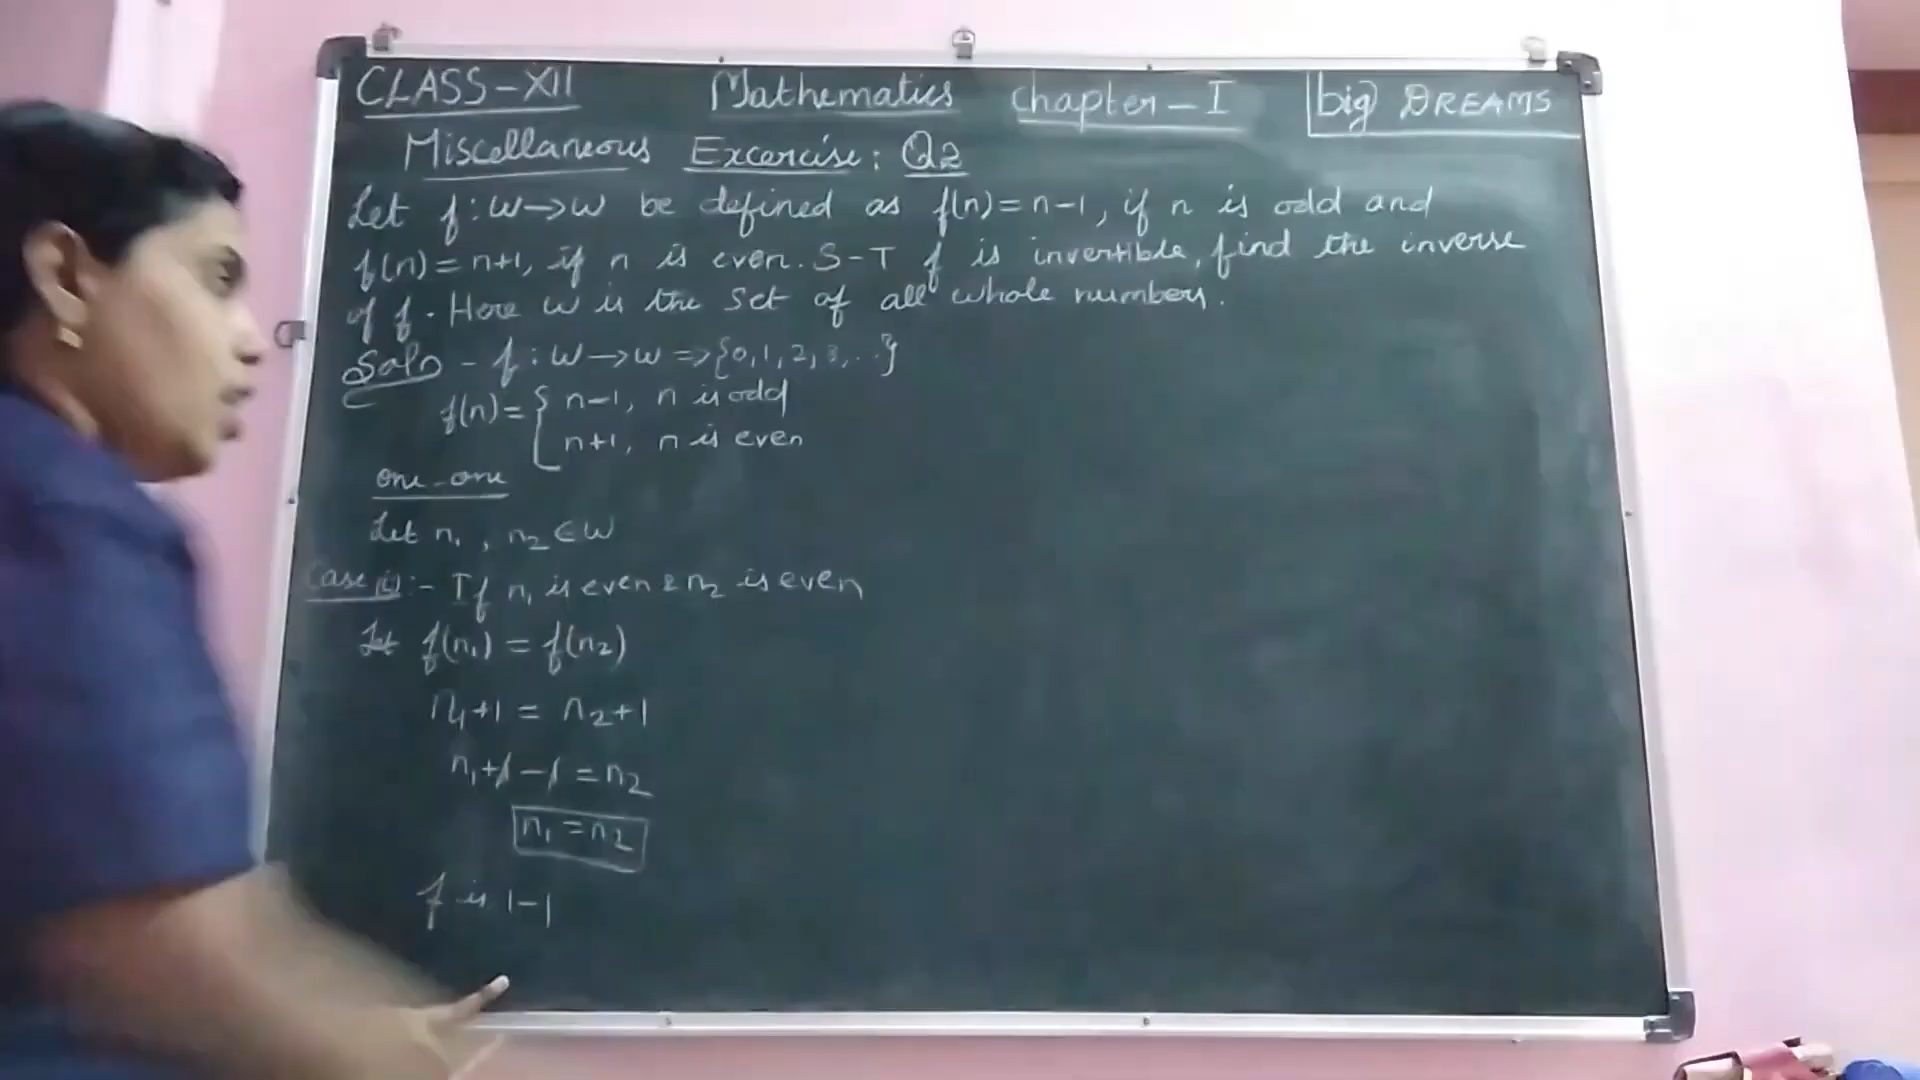 CLASS-XII Mathematics Chapter-I big DREAMS
Miscellaneous Excercise: Q2
Let f:W→W be defined as f(n)=n-1, if n is odd and
f(n)=n+1, if n is even. S-T f is invertible, find the inverse
of f. Here W is the set of all whole numbers.
Soln - f:W→W => {0,1,2,3,..}
f(n)= { n-1, n is odd
n+1, n is even
one-one
Let n₁, n₂ ∈ W
Case (i):- If n₁ is even & n₂ is even
Let f(n₁) = f(n₂)
n₁+1 = n₂+1
n₁+1-1 = n₂
n₁ = n₂
f is 1-1